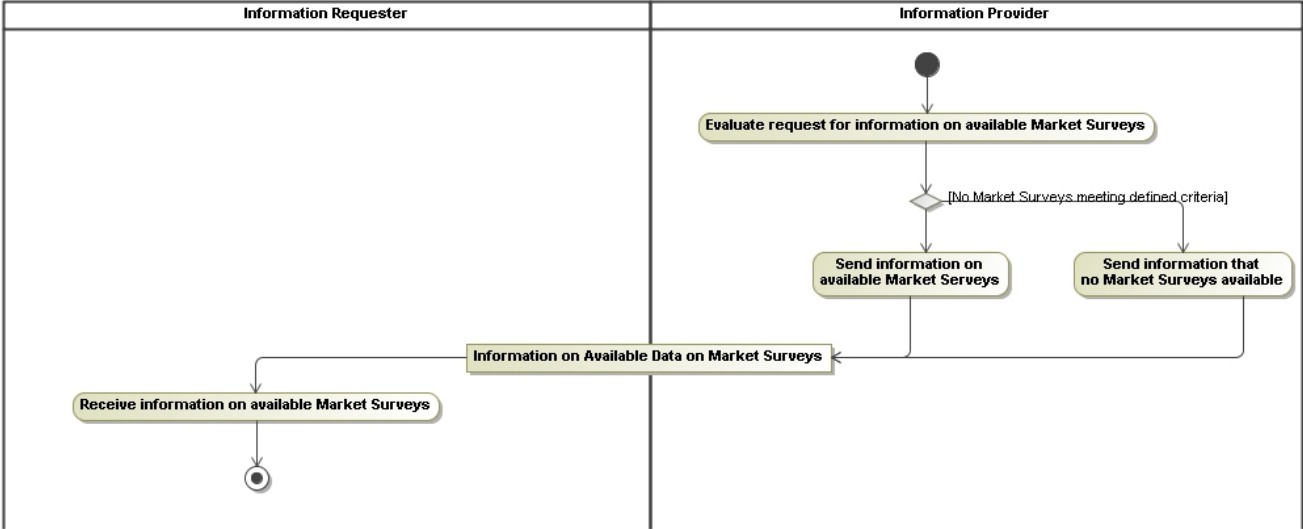 Information Requester
Information Provider
Evaluate request for information on available Market Surveys
[No Market Surveys meeting defined criteria]
Send information on
available Market Serveys
Send information that
no Market Surveys available
Information on Available Data on Market Surveys
Receive information on available Market Surveys